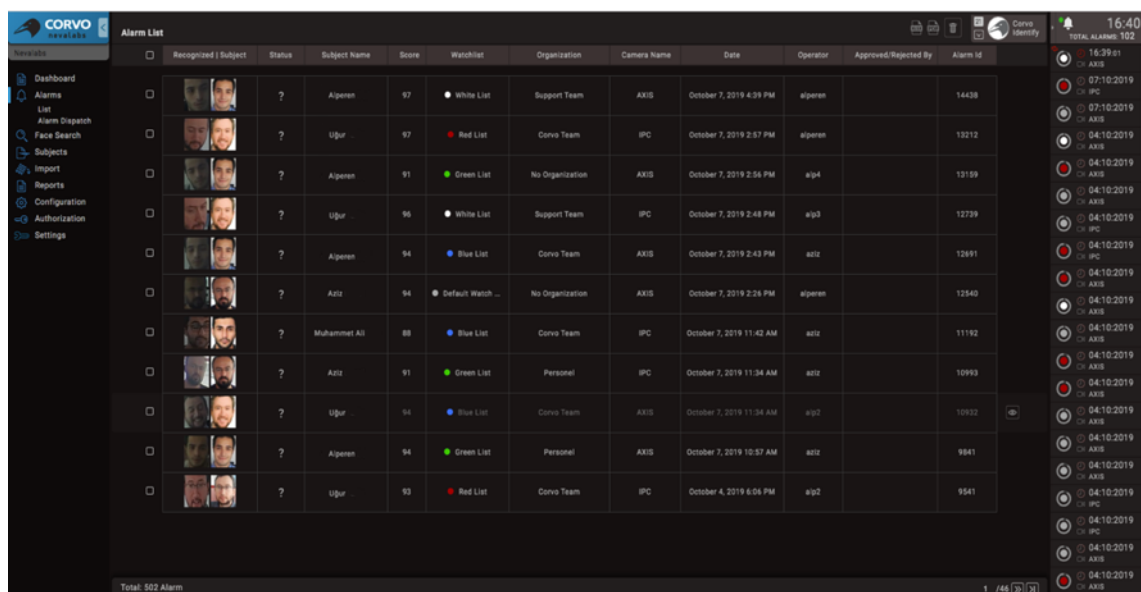 CORVO
nevalabs
Alarm List
Corvo
Identify
16:40
TOTAL ALARMS: 102
Nevalabs
Dashboard
Alarms
List
Alarm Dispatch
Face Search
Subjects
Import
Reports
Configuration
Authorization
Settings
Recognized | Subject Status Subject Name Score Watchlist Organization Camera Name Date Operator Approved/Rejected By Alarm Id
? Alperen 97 White List Support Team AXIS October 7, 2019 4:39 PM alperen 14438
? Uğur 97 Red List Corvo Team IPC October 7, 2019 2:57 PM alperen 13212
? Alperen 91 Green List No Organization AXIS October 7, 2019 2:56 PM alp4 13159
? Uğur 96 White List Support Team IPC October 7, 2019 2:48 PM alp3 12739
? Alperen 94 Blue List Corvo Team AXIS October 7, 2019 2:43 PM aziz 12691
? Aziz 94 Default Watch ... No Organization AXIS October 7, 2019 2:26 PM alperen 12540
? Muhammet Ali 88 Blue List Corvo Team IPC October 7, 2019 11:42 AM aziz 11192
? Aziz 91 Green List Personel IPC October 7, 2019 11:34 AM aziz 10993
? Uğur 94 Blue List Corvo Team AXIS October 7, 2019 11:34 AM alp2 10932
? Alperen 94 Green List Personel AXIS October 7, 2019 10:57 AM aziz 9841
? Uğur 93 Red List Corvo Team IPC October 4, 2019 6:06 PM alp2 9541
Total: 502 Alarm
1 /46
16:39:01
AXIS
07:10:2019
IPC
07:10:2019
AXIS
04:10:2019
AXIS
04:10:2019
AXIS
04:10:2019
AXIS
04:10:2019
IPC
04:10:2019
IPC
04:10:2019
AXIS
04:10:2019
AXIS
04:10:2019
AXIS
04:10:2019
AXIS
04:10:2019
AXIS
04:10:2019
AXIS
04:10:2019
AXIS
04:10:2019
AXIS
04:10:2019
IPC
04:10:2019
IPC
04:10:2019
AXIS
04:10:2019
AXIS